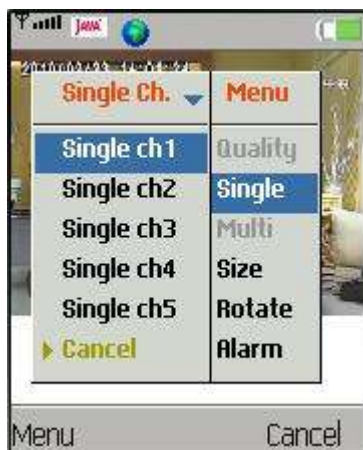 JAVA
Single Ch. Menu
Single ch1 Quality
Single ch2 Single
Single ch3 Multi
Single ch4 Size
Single ch5 Rotate
Cancel Alarm
Menu Cancel